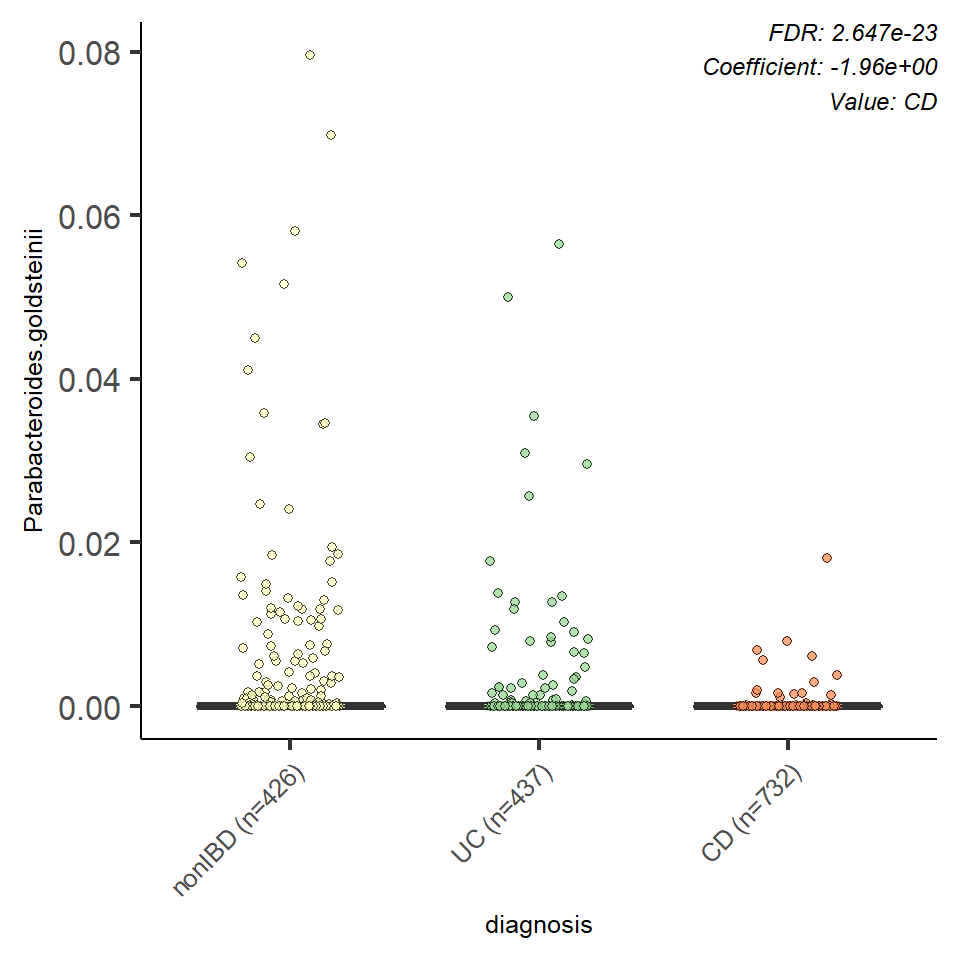 FDR: 2.647e-23
Coefficient: -1.96e+00
Value: CD
Parabacteroides.goldsteinii
0.08
0.06
0.04
0.02
0.00
nonIBD (n=426)
UC (n=437)
CD (n=732)
diagnosis